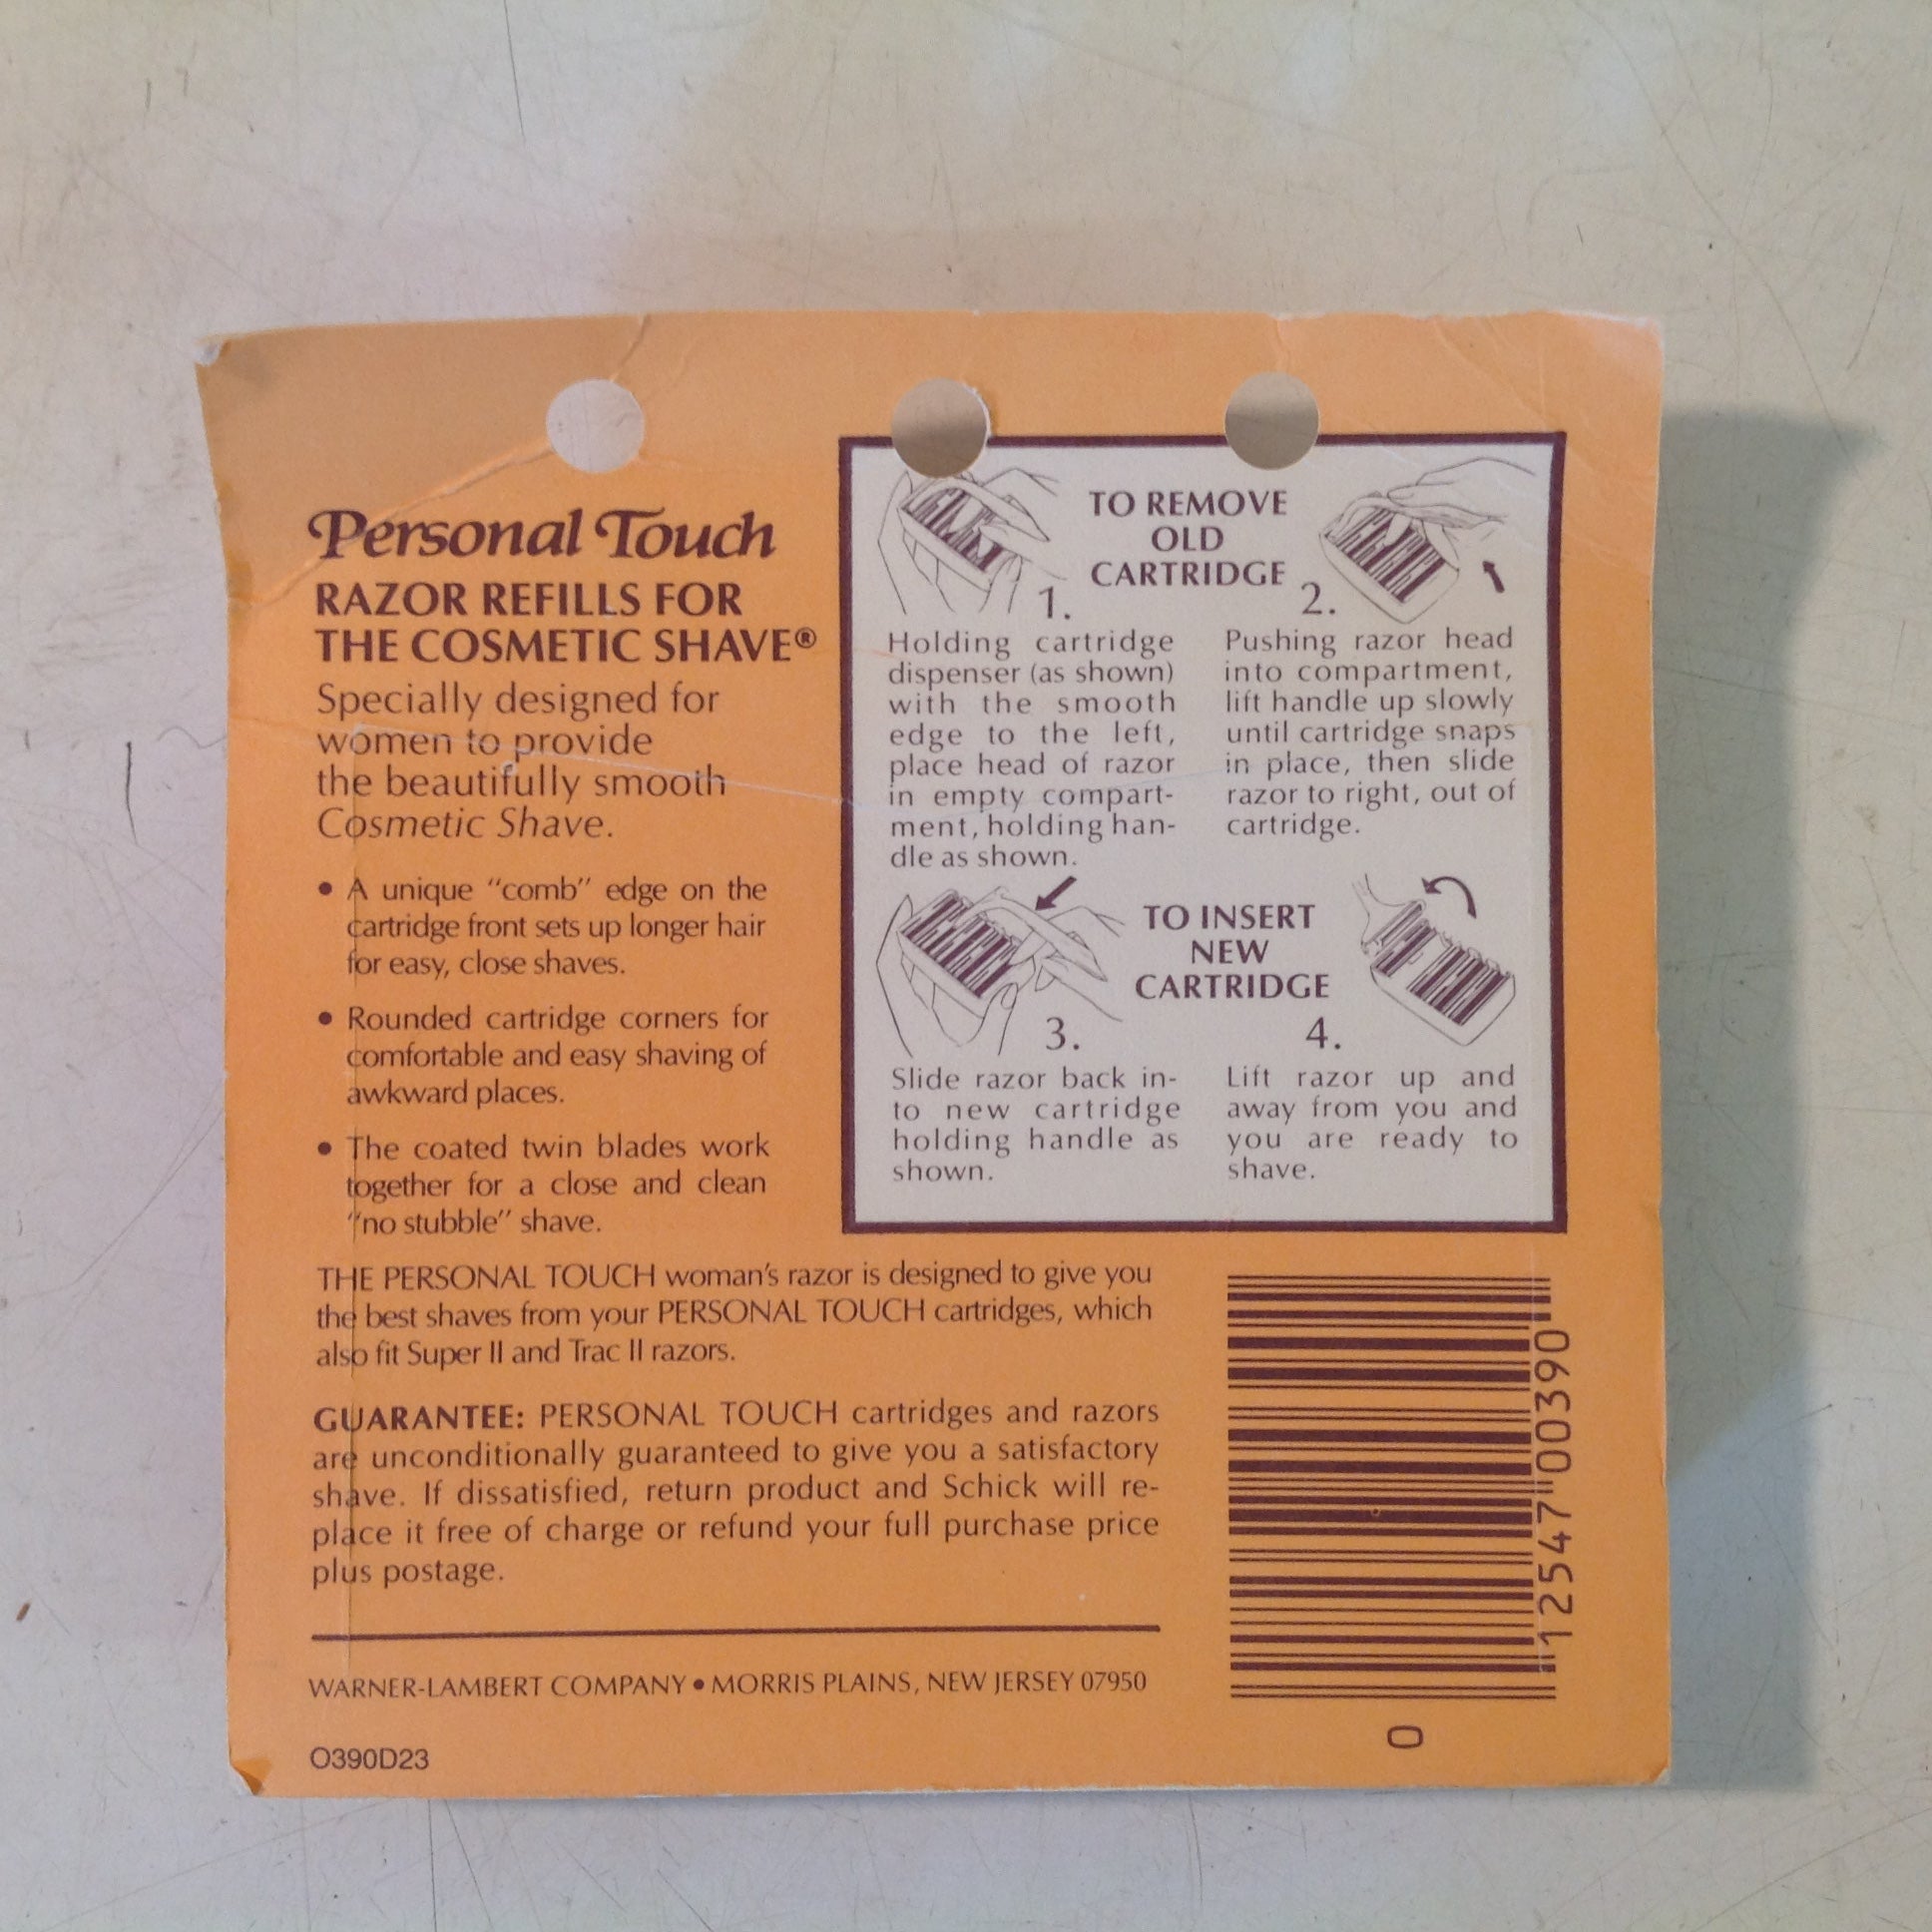 Personal Touch
RAZOR REFILLS FOR
THE COSMETIC SHAVE®
Specially designed for
women to provide
the beautifully smooth
Cosmetic Shave.
• A unique “comb” edge on the
cartridge front sets up longer hair
for easy, close shaves.
• Rounded cartridge corners for
comfortable and easy shaving of
awkward places.
• The coated twin blades work
together for a close and clean
“no stubble” shave.
TO REMOVE
OLD
CARTRIDGE
1.
Holding cartridge
dispenser (as shown)
with the smooth
edge to the left,
place head of razor
in empty compart-
ment, holding han-
dle as shown.
2.
Pushing razor head
into compartment,
lift handle up slowly
until cartridge snaps
in place, then slide
razor to right, out of
cartridge.
TO INSERT
NEW
CARTRIDGE
3.
Slide razor back in-
to new cartridge
holding handle as
shown.
4.
Lift razor up and
away from you and
you are ready to
shave.
THE PERSONAL TOUCH woman's razor is designed to give you
the best shaves from your PERSONAL TOUCH cartridges, which
also fit Super II and Trac II razors.
GUARANTEE: PERSONAL TOUCH cartridges and razors
are unconditionally guaranteed to give you a satisfactory
shave. If dissatisfied, return product and Schick will re-
place it free of charge or refund your full purchase price
plus postage.
WARNER-LAMBERT COMPANY • MORRIS PLAINS, NEW JERSEY 07950
O390D23
0
12547"00390